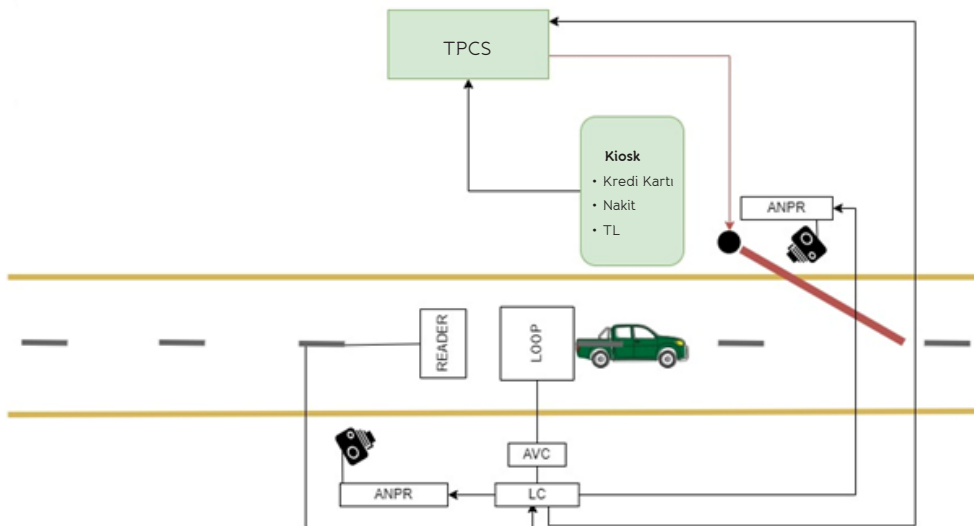 TPCS
Kiosk
• Kredi Kartı
• Nakit
• TL
ANPR
READER
LOOP
AVC
ANPR
LC